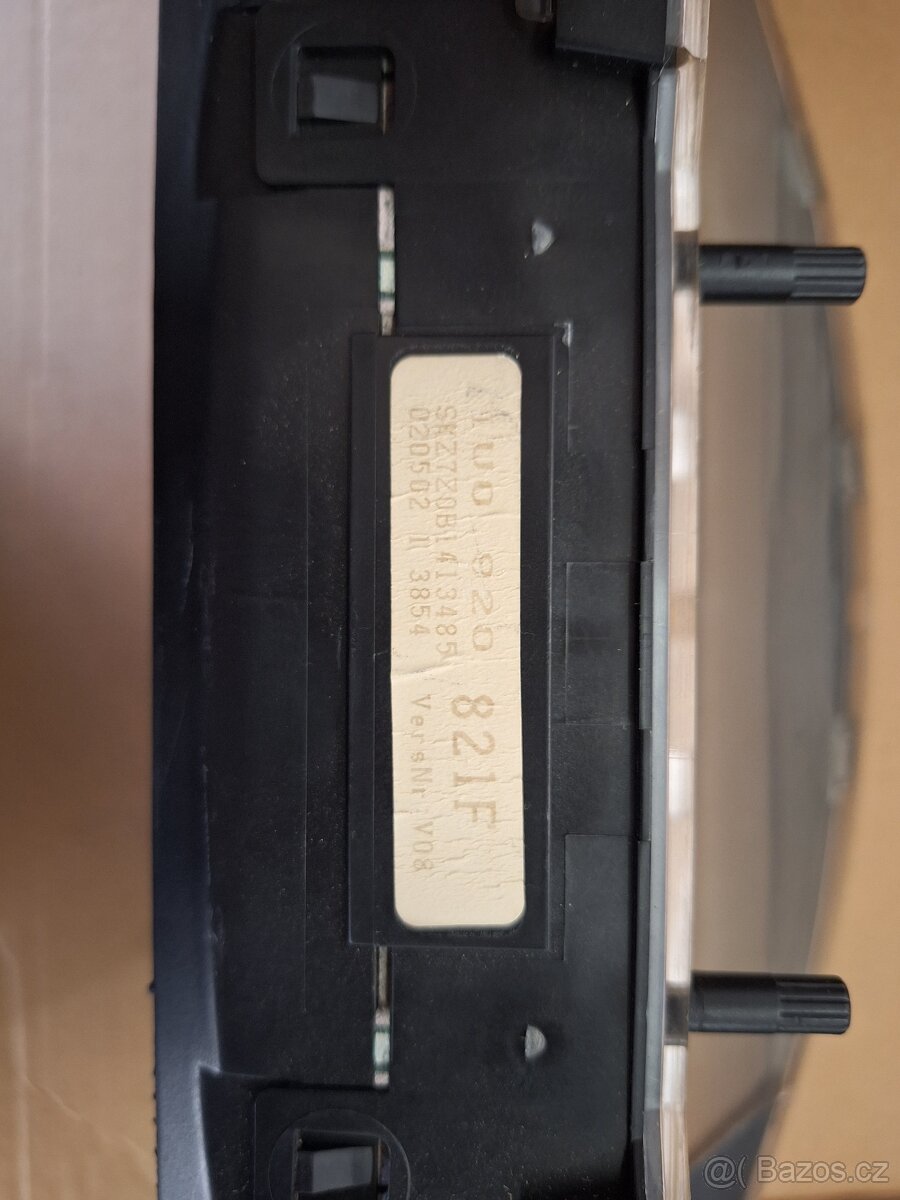 1U0 920 821F
SKZ7Z0B1413485
020502 II 3854 VersNr V08
@( Bazos.cz